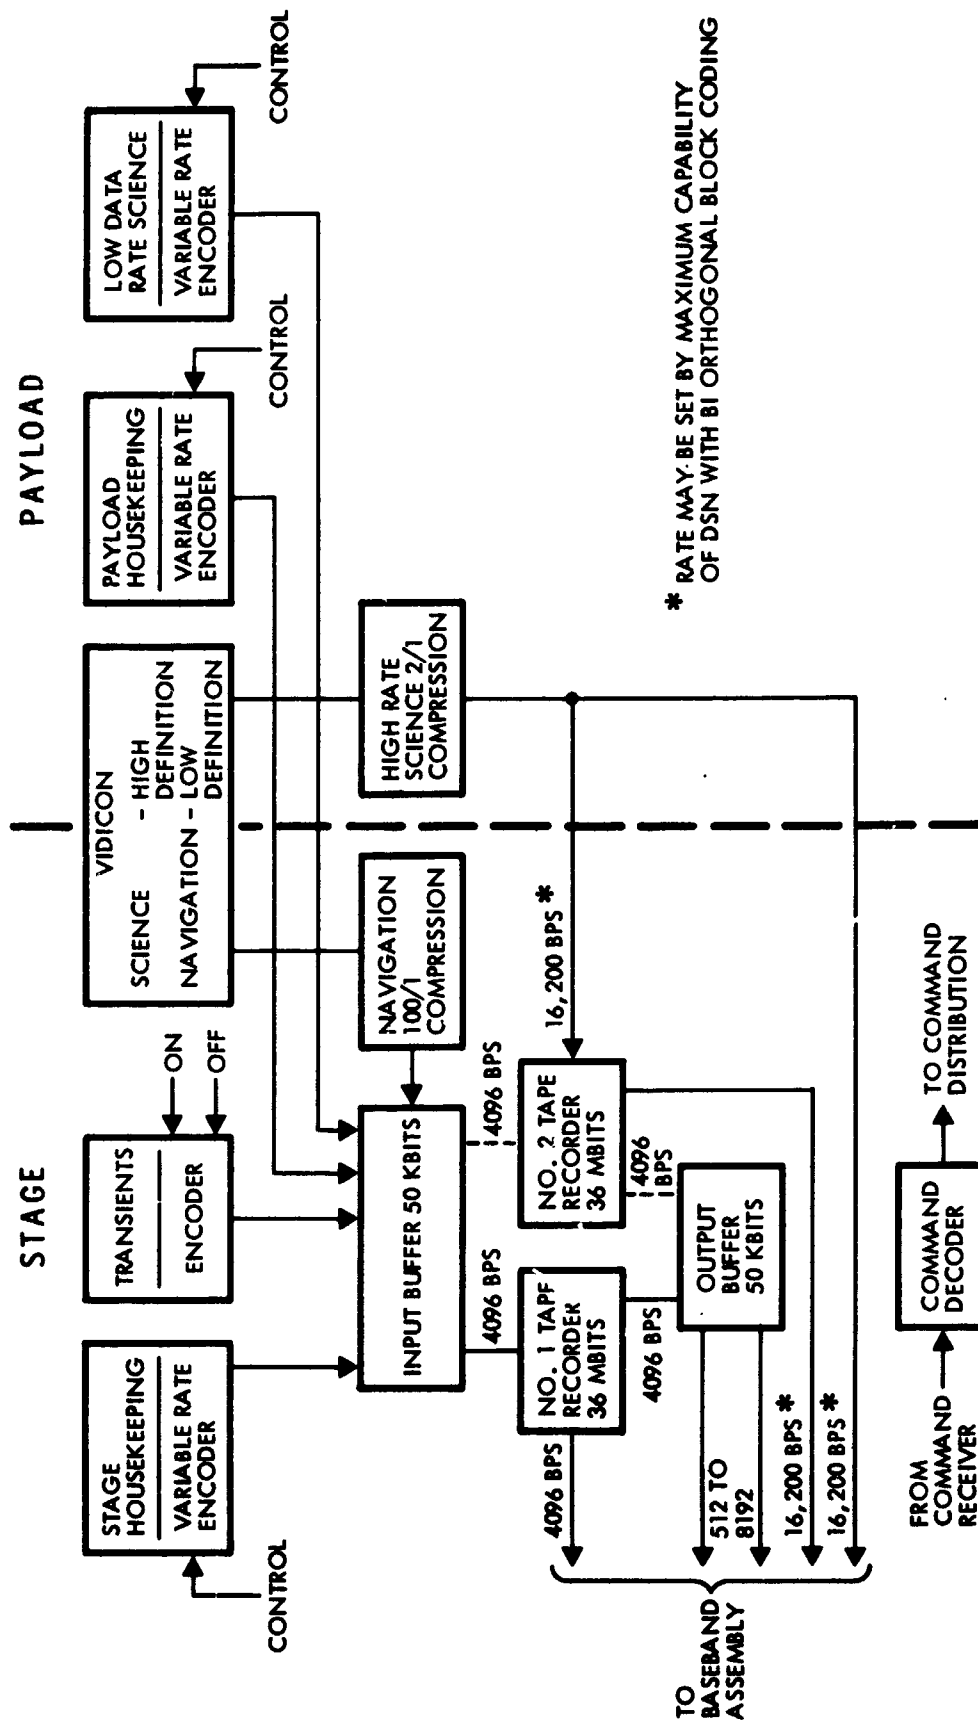 STAGE
PAYLOAD
STAGE
HOUSEKEEPING
VARIABLE RATE
ENCODER
CONTROL
TRANSIENTS
ENCODER
ON
OFF
VIDICON
SCIENCE - HIGH
DEFINITION
NAVIGATION - LOW
DEFINITION
PAYLOAD
HOUSEKEEPING
VARIABLE RATE
ENCODER
CONTROL
LOW DATA
RATE SCIENCE
VARIABLE RATE
ENCODER
CONTROL
INPUT BUFFER 50 KBITS
NAVIGATION
100/1
COMPRESSION
HIGH RATE
SCIENCE 2/1
COMPRESSION
4096 BPS
4096 BPS
16,200 BPS *
NO. 1 TAPF
RECORDER
36 MBITS
NO. 2 TAPE
RECORDER
36 MBITS
4096 BPS
4096 BPS
4096
BPS
OUTPUT
BUFFER
50 KBITS
512 TO
8192
16,200 BPS *
16,200 BPS *
TO
BASEBAND
ASSEMBLY
* RATE MAY BE SET BY MAXIMUM CAPABILITY
OF DSN WITH BI ORTHOGONAL BLOCK CODING
FROM
COMMAND
RECEIVER
COMMAND
DECODER
TO COMMAND
DISTRIBUTION